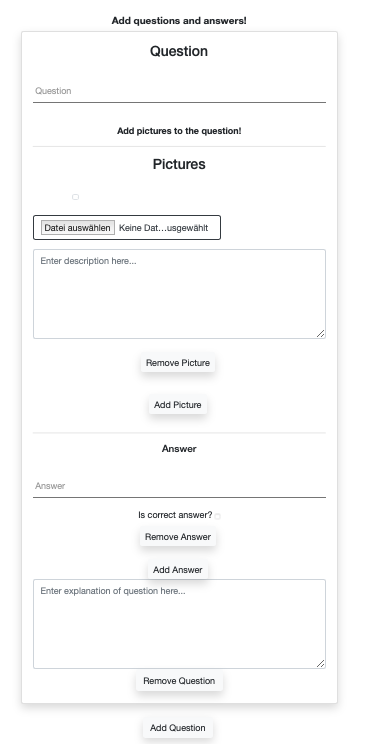 Add questions and answers!
Question
Question
Add pictures to the question!
Pictures
Datei auswählen Keine Dat...usgewählt
Enter description here...
Remove Picture
Add Picture
Answer
Answer
Is correct answer?
Remove Answer
Add Answer
Enter explanation of question here...
Remove Question
Add Question